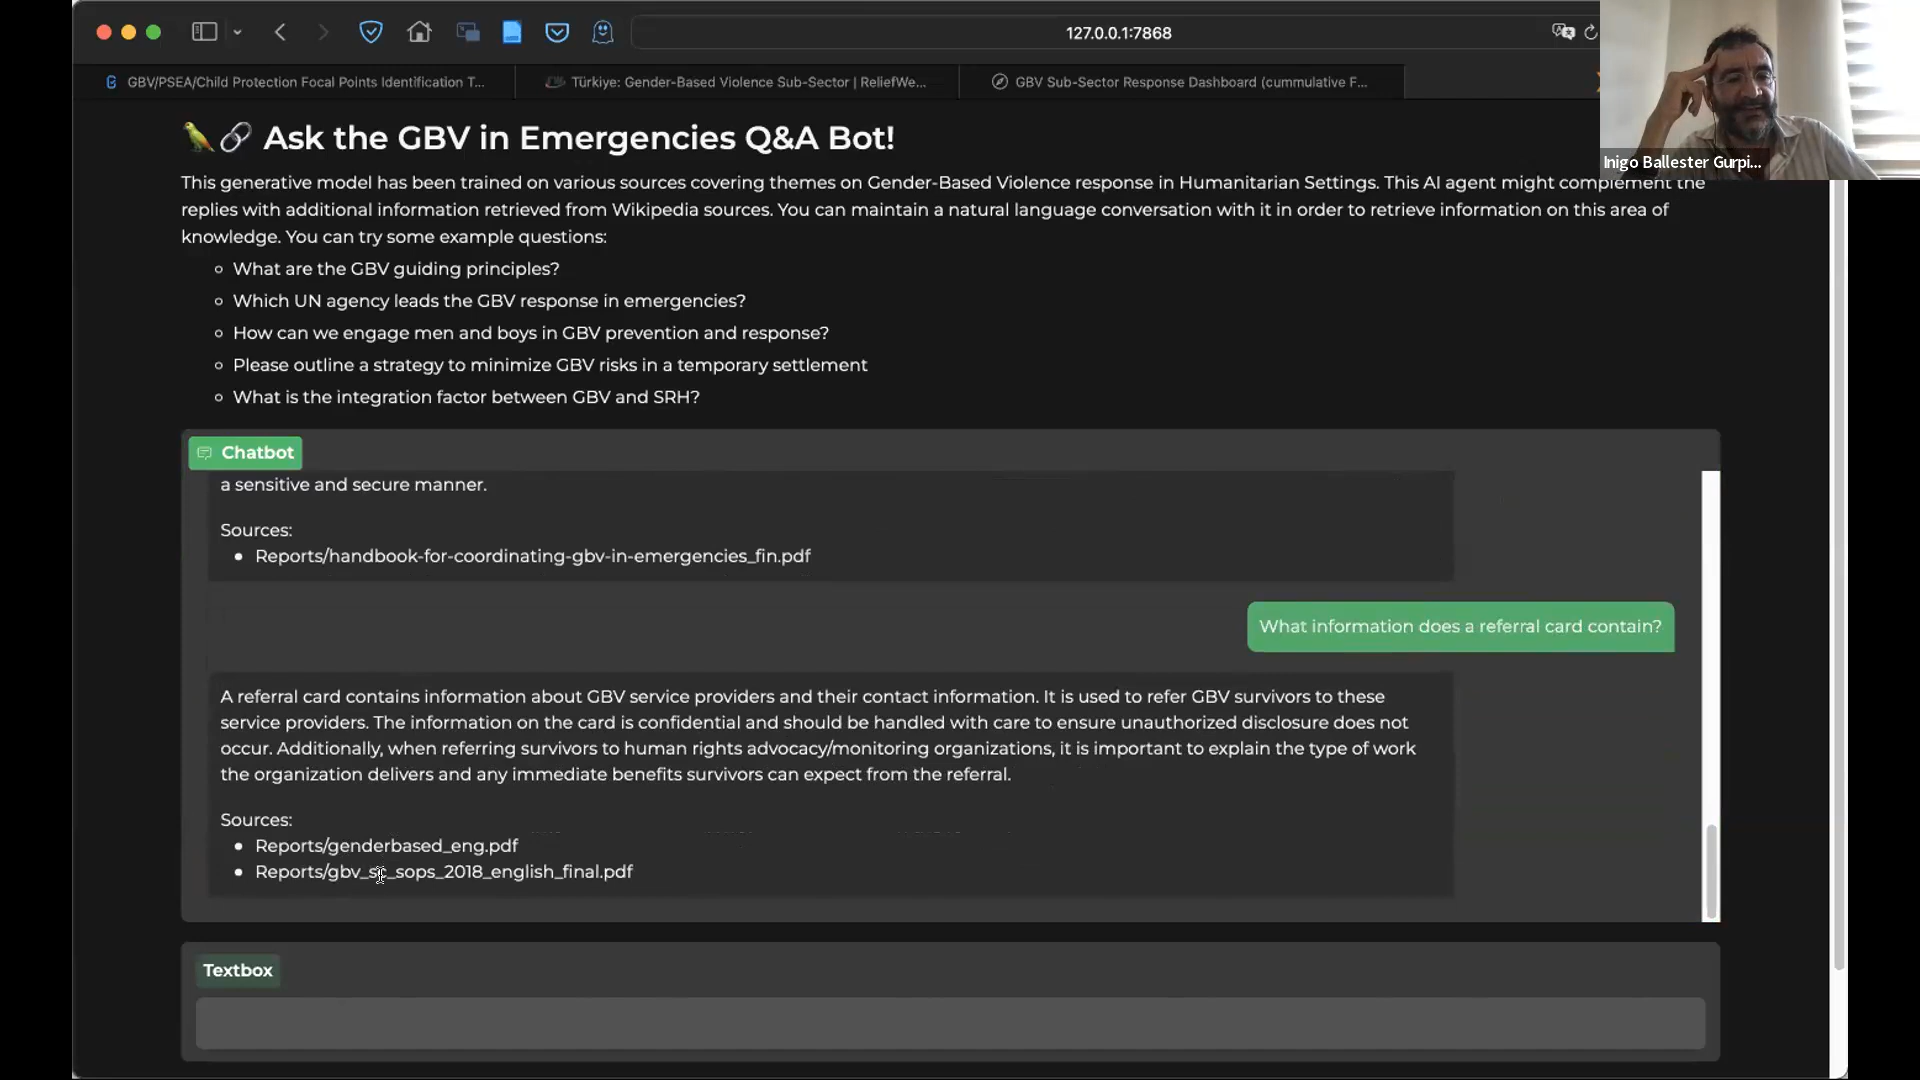 127.0.0.1:7868
GBV/PSEA/Child Protection Focal Points Identification T...
Türkiye: Gender-Based Violence Sub-Sector | ReliefWe...
GBV Sub-Sector Response Dashboard (cummulative F...
Inigo Ballester Gurpi...
Ask the GBV in Emergencies Q&A Bot!
This generative model has been trained on various sources covering themes on Gender-Based Violence response in Humanitarian Settings. This AI agent might complement the
replies with additional information retrieved from Wikipedia sources. You can maintain a natural language conversation with it in order to retrieve information on this area of
knowledge. You can try some example questions:
What are the GBV guiding principles?
Which UN agency leads the GBV response in emergencies?
How can we engage men and boys in GBV prevention and response?
Please outline a strategy to minimize GBV risks in a temporary settlement
What is the integration factor between GBV and SRH?
Chatbot
a sensitive and secure manner.
Sources:
Reports/handbook-for-coordinating-gbv-in-emergencies_fin.pdf
What information does a referral card contain?
A referral card contains information about GBV service providers and their contact information. It is used to refer GBV survivors to these
service providers. The information on the card is confidential and should be handled with care to ensure unauthorized disclosure does not
occur. Additionally, when referring survivors to human rights advocacy/monitoring organizations, it is important to explain the type of work
the organization delivers and any immediate benefits survivors can expect from the referral.
Sources:
Reports/genderbased_eng.pdf
Reports/gbv_sc_sops_2018_english_final.pdf
Textbox